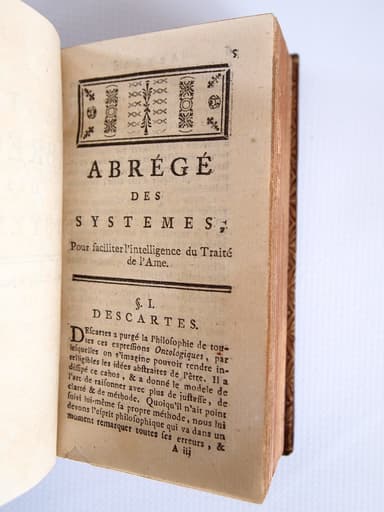 5
ABRÉGÉ
DES
SYSTEMES,
Pour faciliter l'intelligence du Traité
de l'Ame.
§. I.
DESCARTES.
DEscartes a purgé la Philosophie de tou-
tes ces expressions Ontologiques, par
lesquelles on s'imagine pouvoir rendre in-
telligibles les idées abstraites de l'être. Il a
dissipé ce cahos, & a donné le modele de
l'art de raisonner avec plus de justesse, de
clarté & de méthode. Quoiqu'il n'ait point
suivi lui-même sa propre méthode, nous lui
devons l'esprit philosophique qui va dans un
moment remarquer toutes ses erreurs, &
A iij